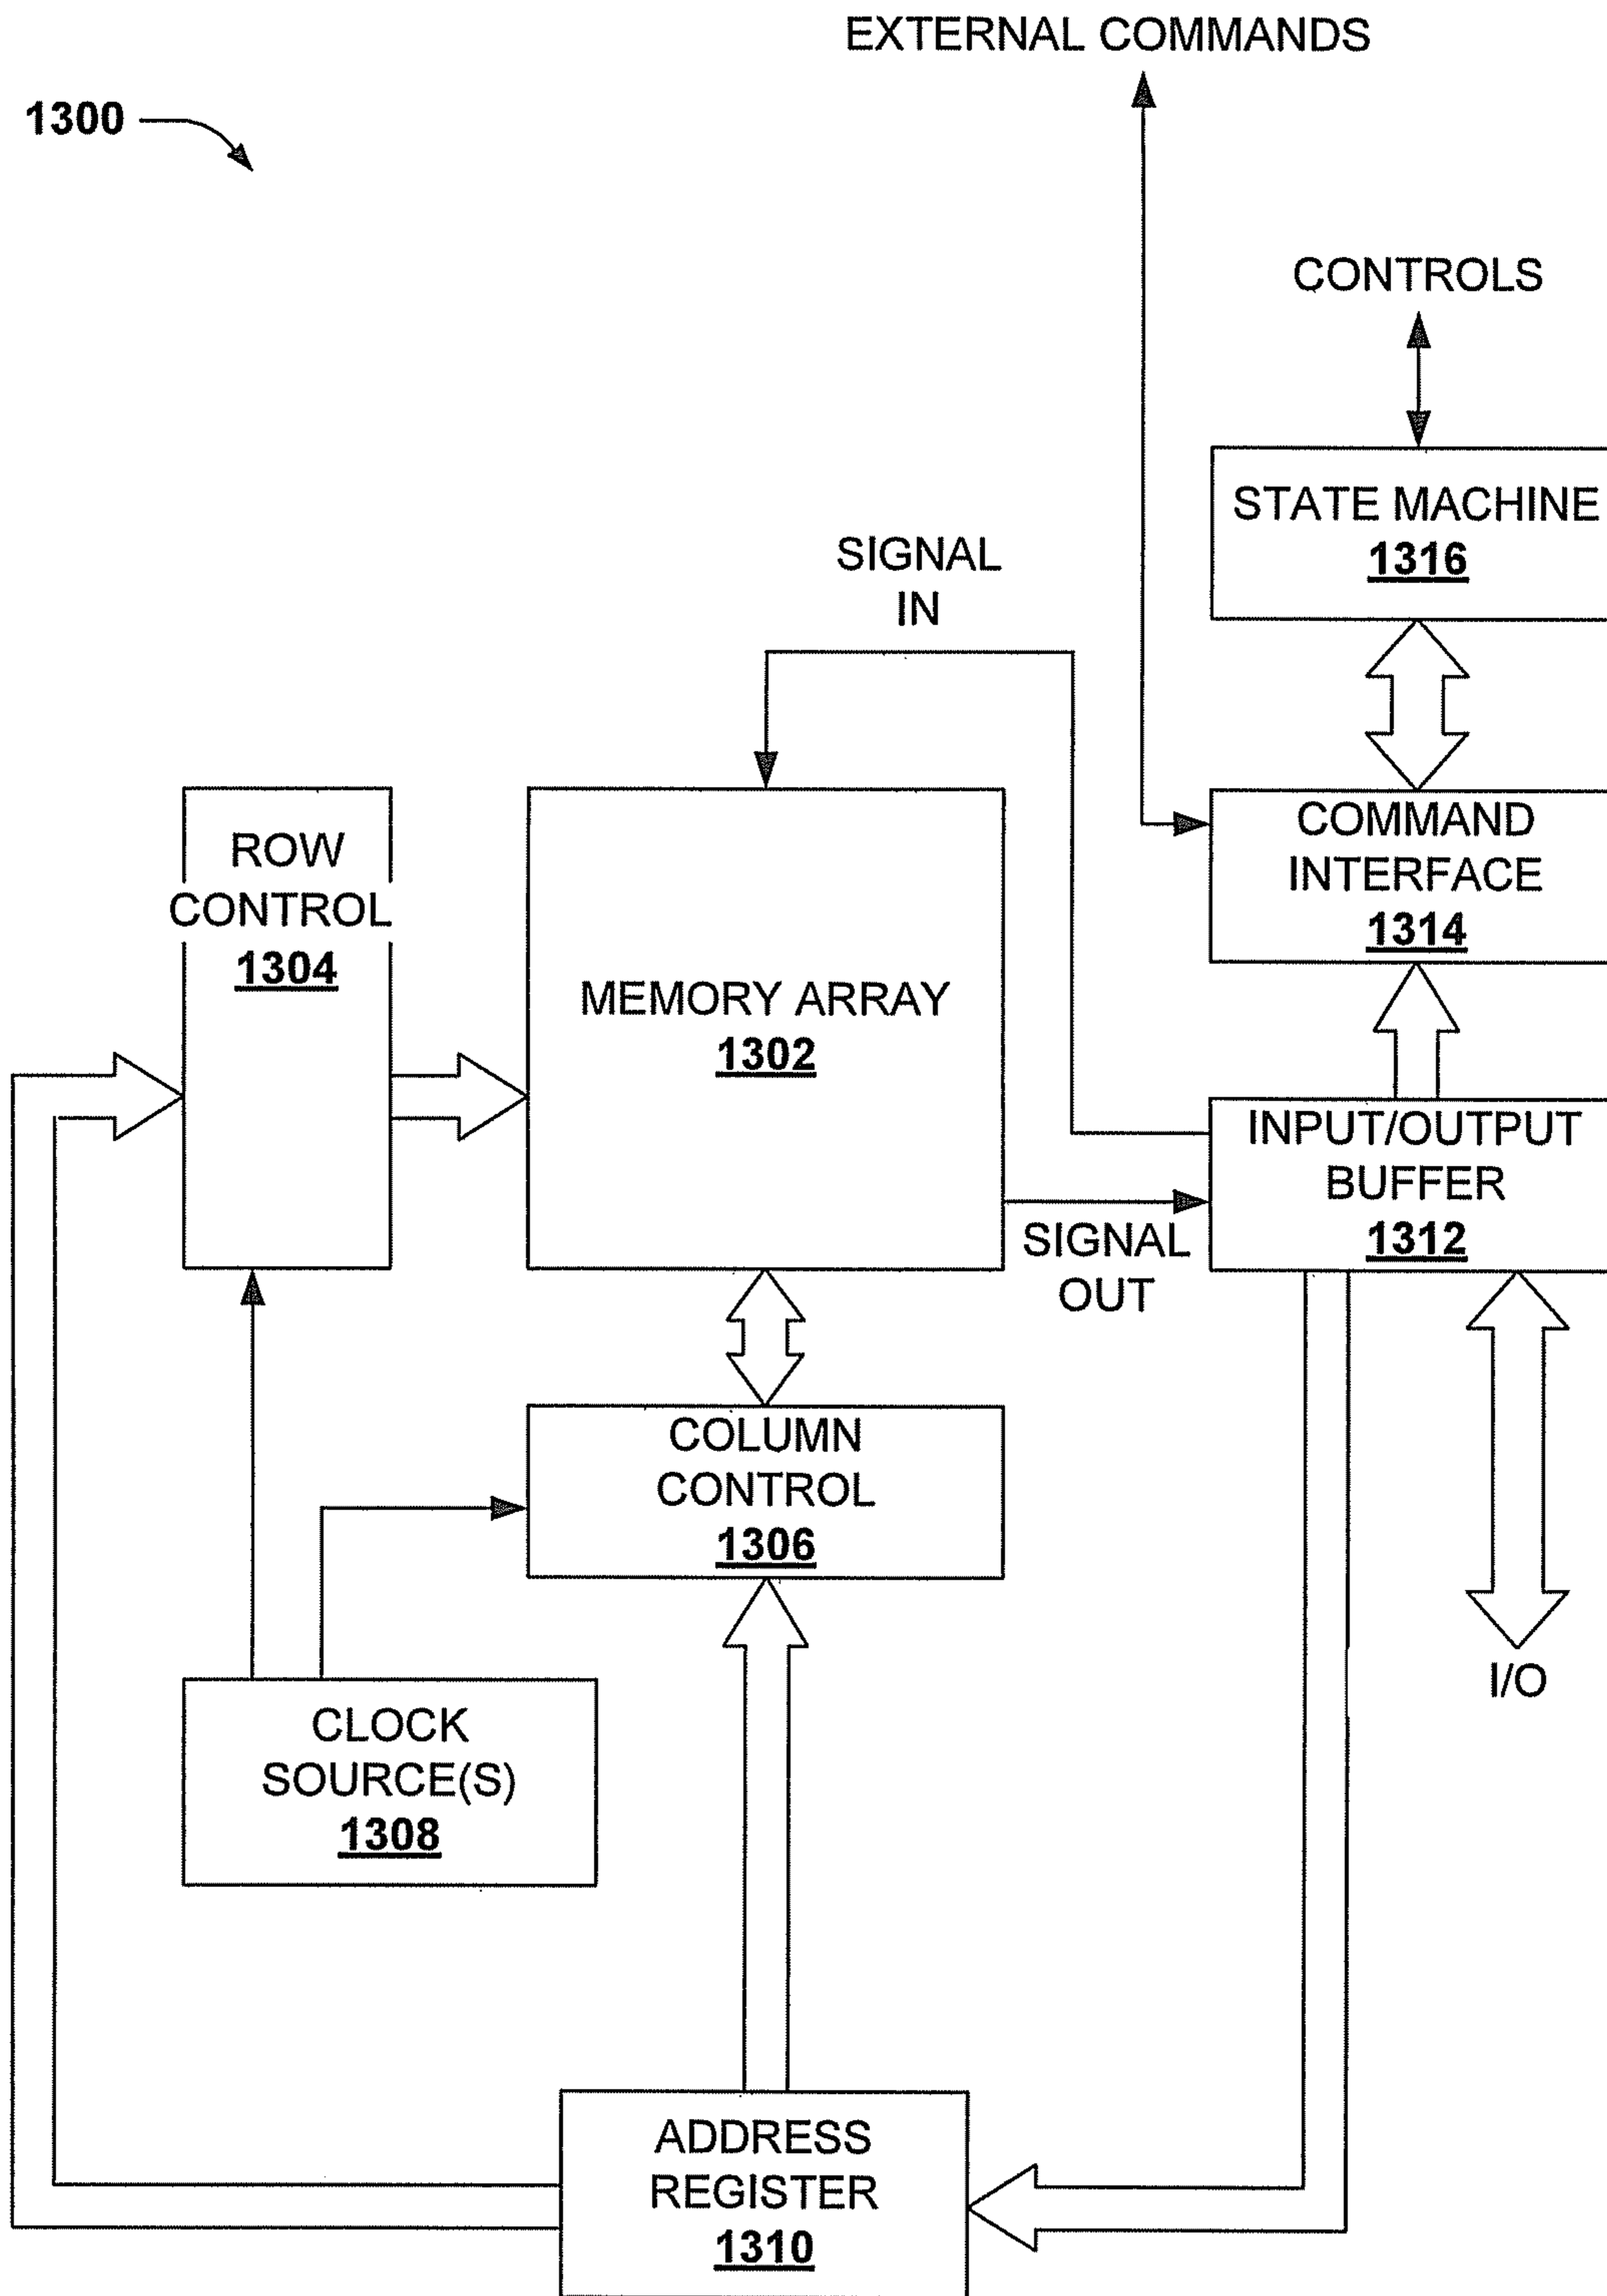 EXTERNAL COMMANDS
1300
CONTROLS
STATE MACHINE
1316
SIGNAL
IN
ROW
CONTROL
1304
MEMORY ARRAY
1302
COMMAND
INTERFACE
1314
INPUT/OUTPUT
BUFFER
1312
SIGNAL
OUT
COLUMN
CONTROL
1306
I/O
CLOCK
SOURCE(S)
1308
ADDRESS
REGISTER
1310